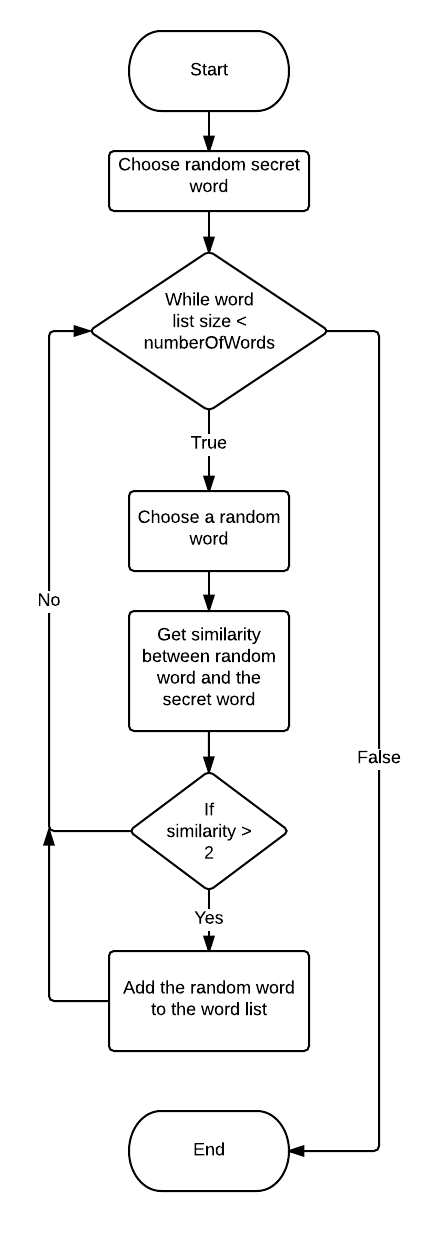 Start
Choose random secret
word
While word
list size <
numberOfWords
True
Choose a random
word
No
Get similarity
between random
word and the
secret word
False
If
similarity >
2
Yes
Add the random word
to the word list
End